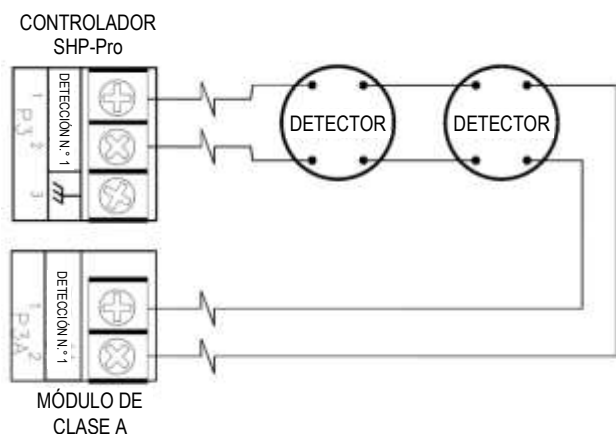 CONTROLADOR
SHP-Pro
P3
1
2
3
DETECCIÓN N.° 1
DETECTOR
DETECTOR
P3A
1
2
DETECCIÓN N.° 1
MÓDULO DE
CLASE A